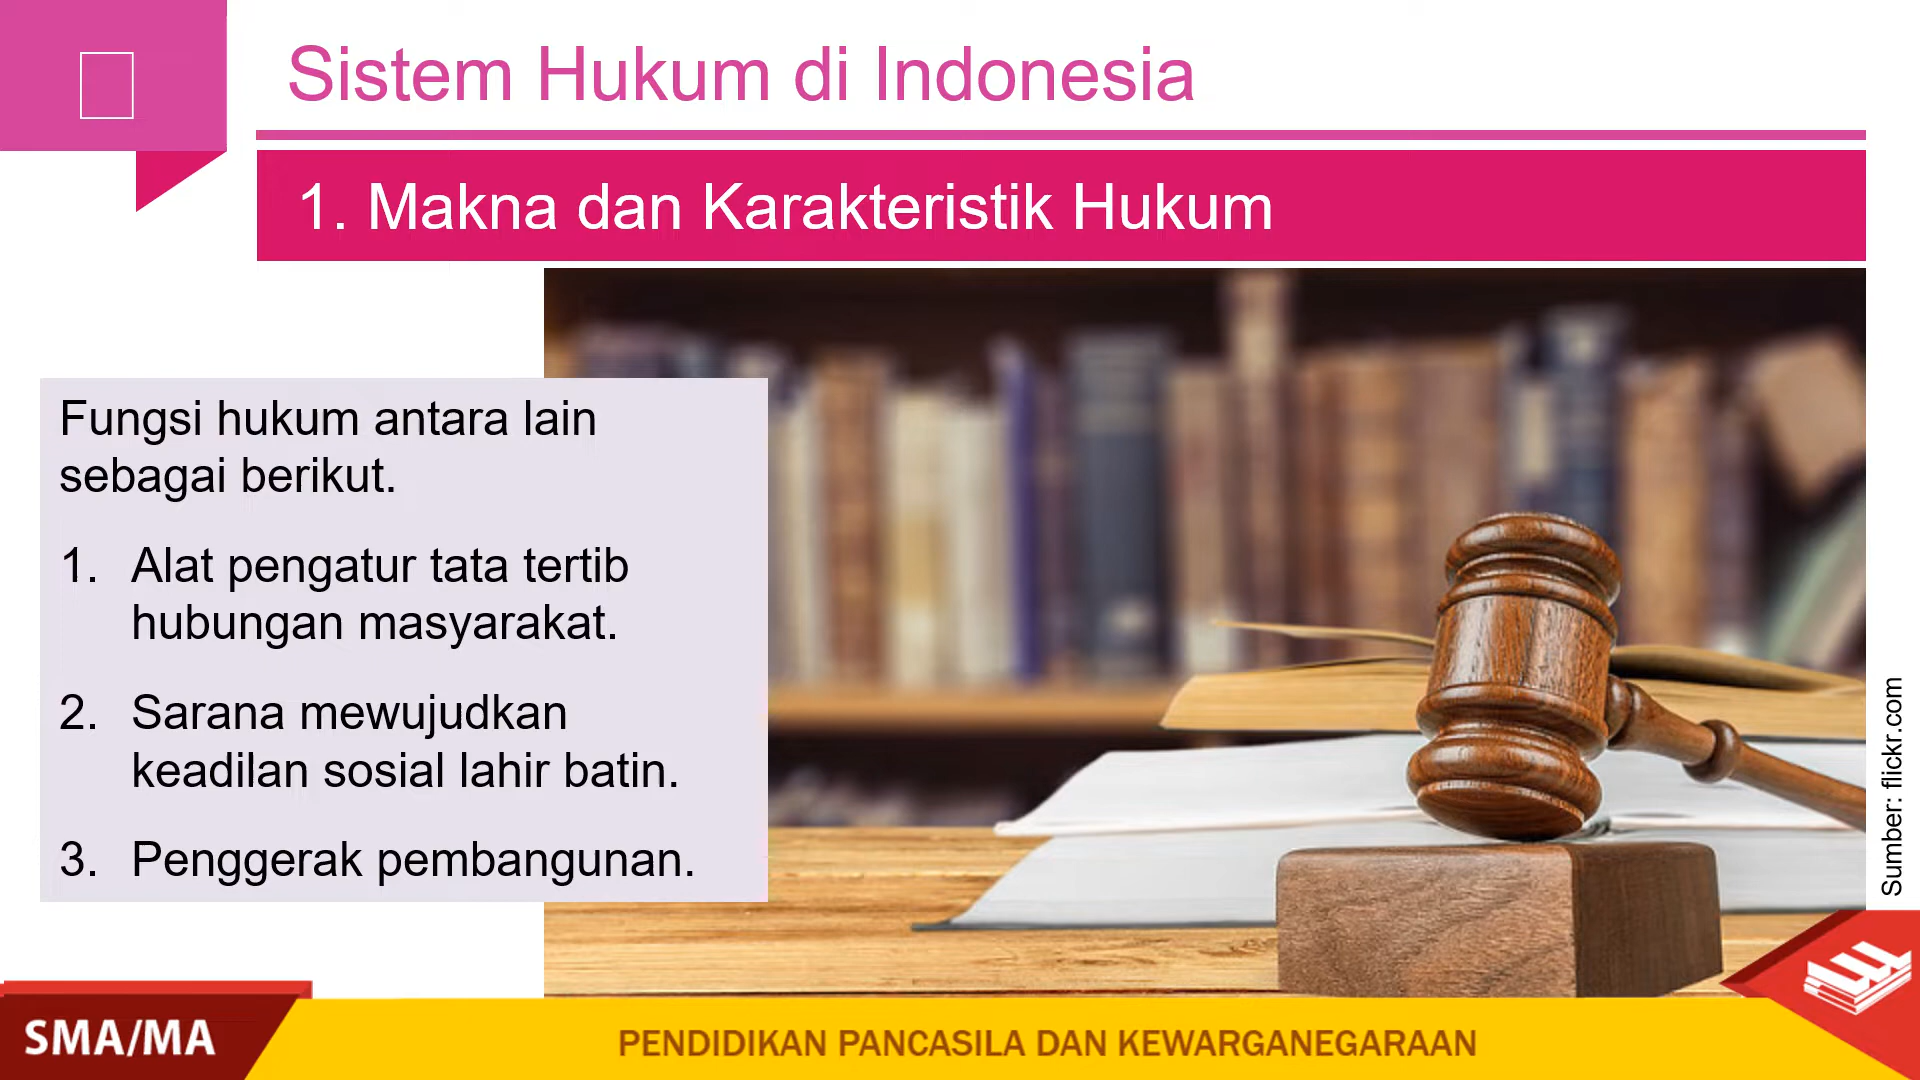 Sistem Hukum di Indonesia
1. Makna dan Karakteristik Hukum
Fungsi hukum antara lain
sebagai berikut.
1. Alat pengatur tata tertib
hubungan masyarakat.
2. Sarana mewujudkan
keadilan sosial lahir batin.
3. Penggerak pembangunan.
Sumber: flickr.com
SMA/MA
PENDIDIKAN PANCASILA DAN KEWARGANEGARAAN